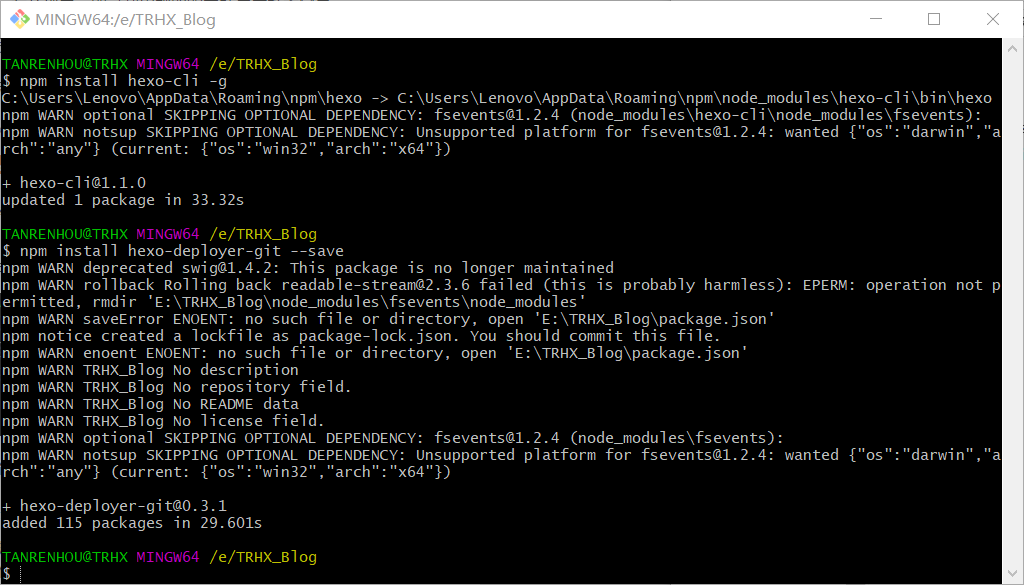 MINGW64:/e/TRHX_Blog
TANRENHOU@TRHX MINGW64 /e/TRHX_Blog
$ npm install hexo-cli -g
C:\Users\Lenovo\AppData\Roaming\npm\hexo -> C:\Users\Lenovo\AppData\Roaming\npm\node_modules\hexo-cli\bin\hexo
npm WARN optional SKIPPING OPTIONAL DEPENDENCY: fsevents@1.2.4 (node_modules\hexo-cli\node_modules\fsevents):
npm WARN notsup SKIPPING OPTIONAL DEPENDENCY: Unsupported platform for fsevents@1.2.4: wanted {"os":"darwin","a
rch":"any"} (current: {"os":"win32","arch":"x64"})
+ hexo-cli@1.1.0
updated 1 package in 33.32s
TANRENHOU@TRHX MINGW64 /e/TRHX_Blog
$ npm install hexo-deployer-git --save
npm WARN deprecated swig@1.4.2: This package is no longer maintained
npm WARN rollback Rolling back readable-stream@2.3.6 failed (this is probably harmless): EPERM: operation not p
ermitted, rmdir 'E:\TRHX_Blog\node_modules\fsevents\node_modules'
npm WARN saveError ENOENT: no such file or directory, open 'E:\TRHX_Blog\package.json'
npm notice created a lockfile as package-lock.json. You should commit this file.
npm WARN enoent ENOENT: no such file or directory, open 'E:\TRHX_Blog\package.json'
npm WARN TRHX_Blog No description
npm WARN TRHX_Blog No repository field.
npm WARN TRHX_Blog No README data
npm WARN TRHX_Blog No license field.
npm WARN optional SKIPPING OPTIONAL DEPENDENCY: fsevents@1.2.4 (node_modules\fsevents):
npm WARN notsup SKIPPING OPTIONAL DEPENDENCY: Unsupported platform for fsevents@1.2.4: wanted {"os":"darwin","a
rch":"any"} (current: {"os":"win32","arch":"x64"})
+ hexo-deployer-git@0.3.1
added 115 packages in 29.601s
TANRENHOU@TRHX MINGW64 /e/TRHX_Blog
$